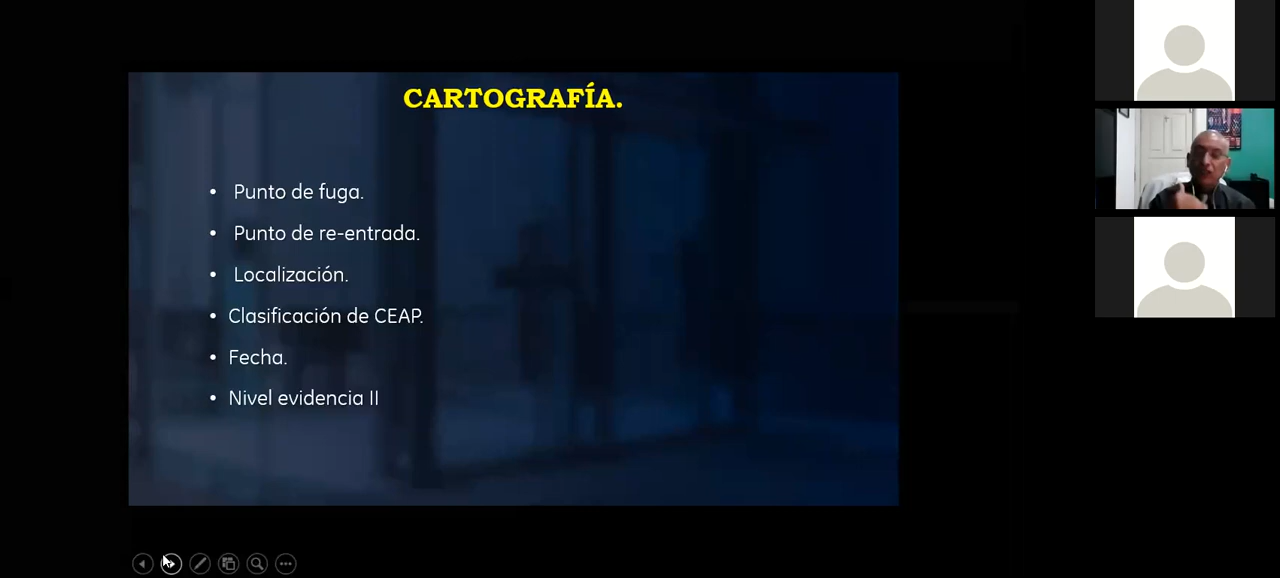 CARTOGRAFÍA.
• Punto de fuga.
• Punto de re-entrada.
• Localización.
• Clasificación de CEAP.
• Fecha.
• Nivel evidencia II